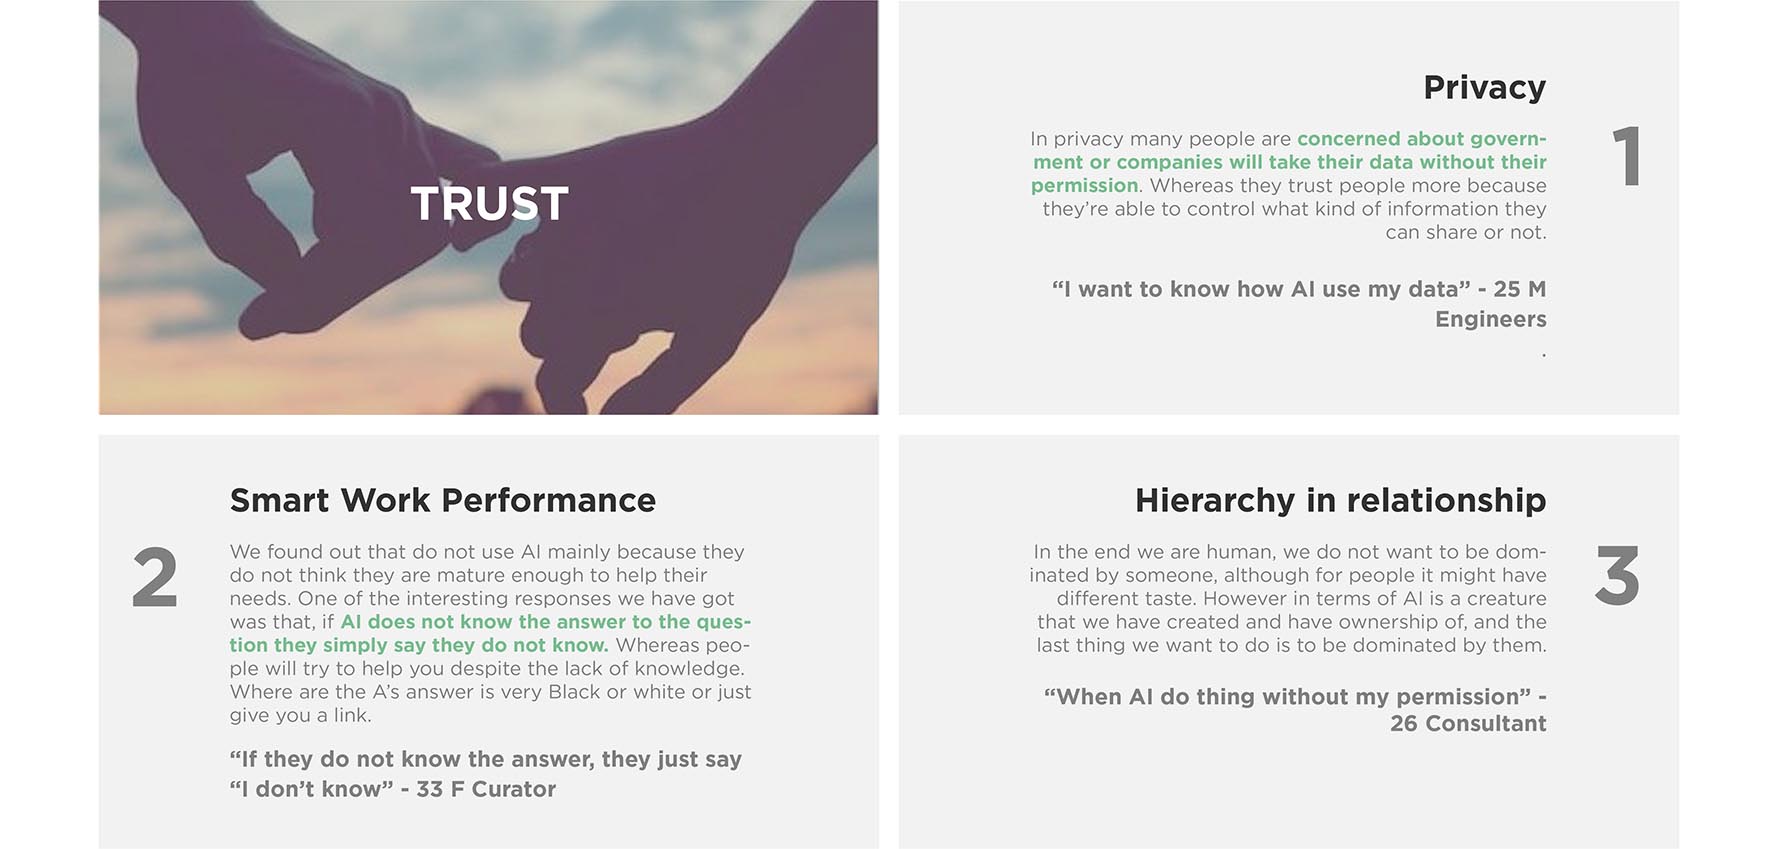 TRUST
Privacy
1
In privacy many people are concerned about govern-
ment or companies will take their data without their
permission. Whereas they trust people more because
they’re able to control what kind of information they
can share or not.
“I want to know how AI use my data” - 25 M
Engineers
.
Smart Work Performance
2
We found out that do not use AI mainly because they
do not think they are mature enough to help their
needs. One of the interesting responses we have got
was that, if AI does not know the answer to the ques-
tion they simply say they do not know. Whereas peo-
ple will try to help you despite the lack of knowledge.
Where are the A’s answer is very Black or white or just
give you a link.
“If they do not know the answer, they just say
“I don’t know” - 33 F Curator
Hierarchy in relationship
3
In the end we are human, we do not want to be dom-
inated by someone, although for people it might have
different taste. However in terms of AI is a creature
that we have created and have ownership of, and the
last thing we want to do is to be dominated by them.
“When AI do thing without my permission” -
26 Consultant